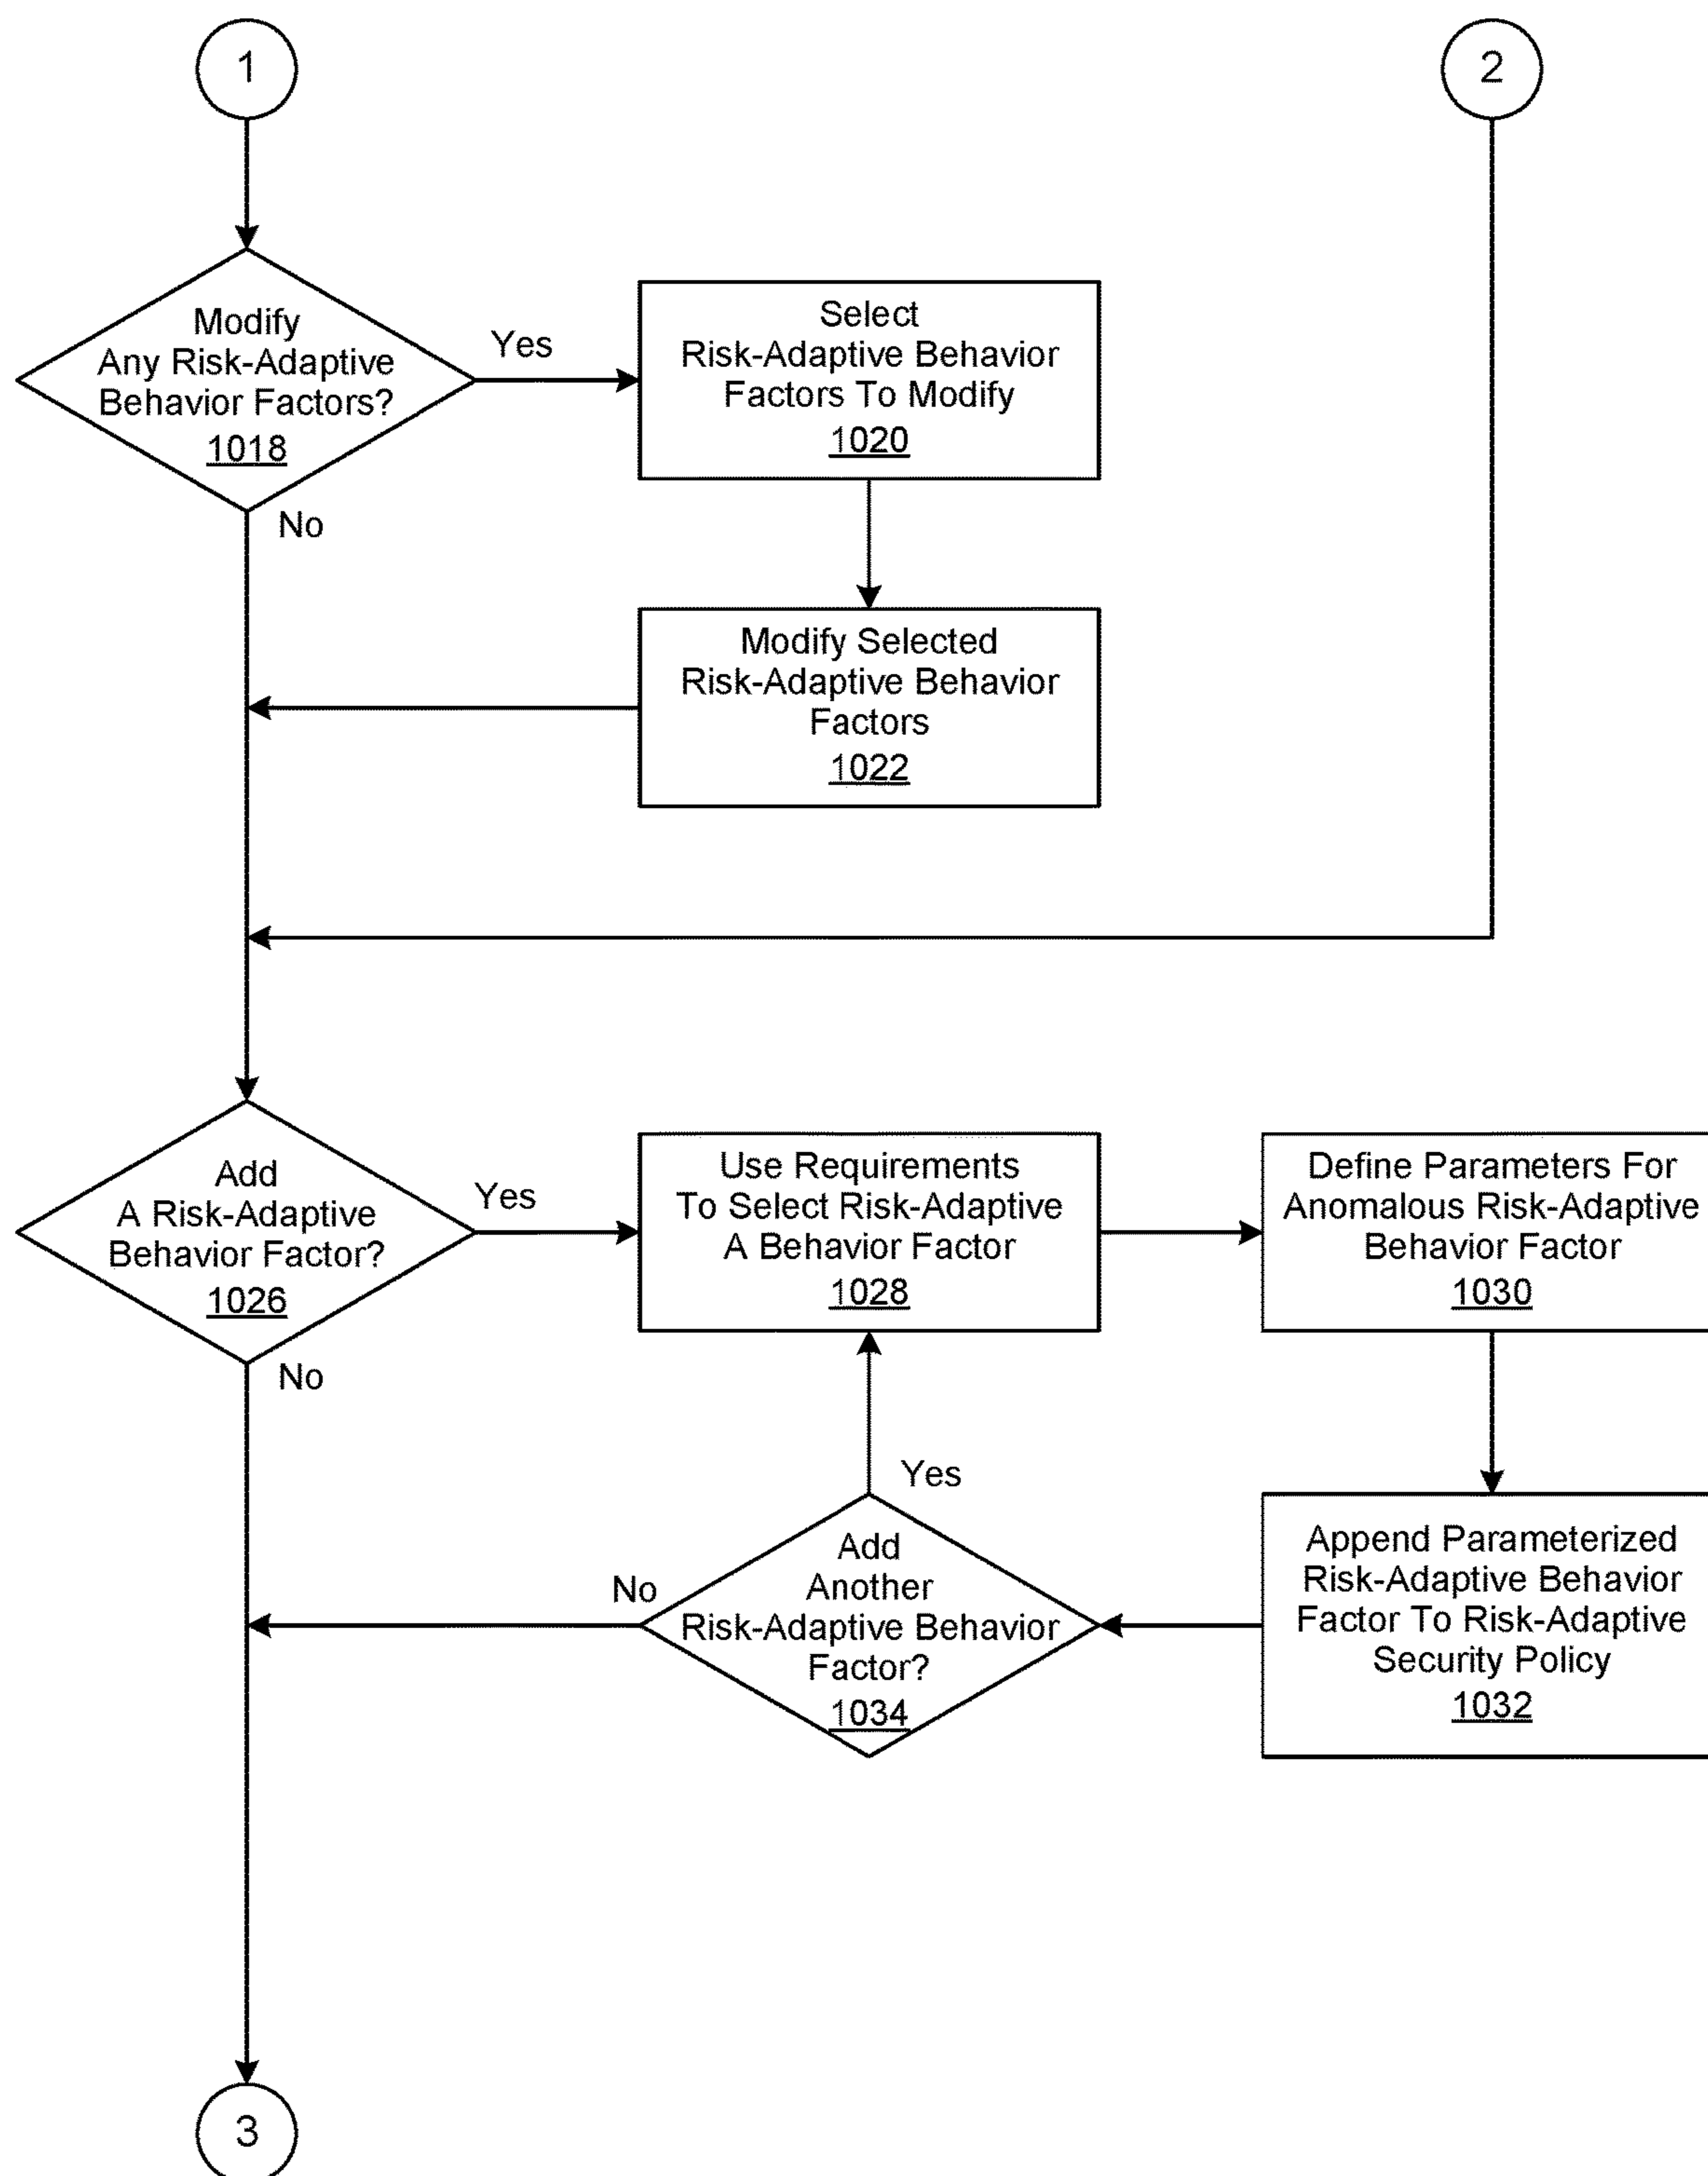 1
2
Modify
Any Risk-Adaptive
Behavior Factors?
1018
Yes
No
Select
Risk-Adaptive Behavior
Factors To Modify
1020
Modify Selected
Risk-Adaptive Behavior
Factors
1022
Add
A Risk-Adaptive
Behavior Factor?
1026
Yes
No
Use Requirements
To Select Risk-Adaptive
A Behavior Factor
1028
Define Parameters For
Anomalous Risk-Adaptive
Behavior Factor
1030
Append Parameterized
Risk-Adaptive Behavior
Factor To Risk-Adaptive
Security Policy
1032
Add
Another
Risk-Adaptive Behavior
Factor?
1034
Yes
No
3